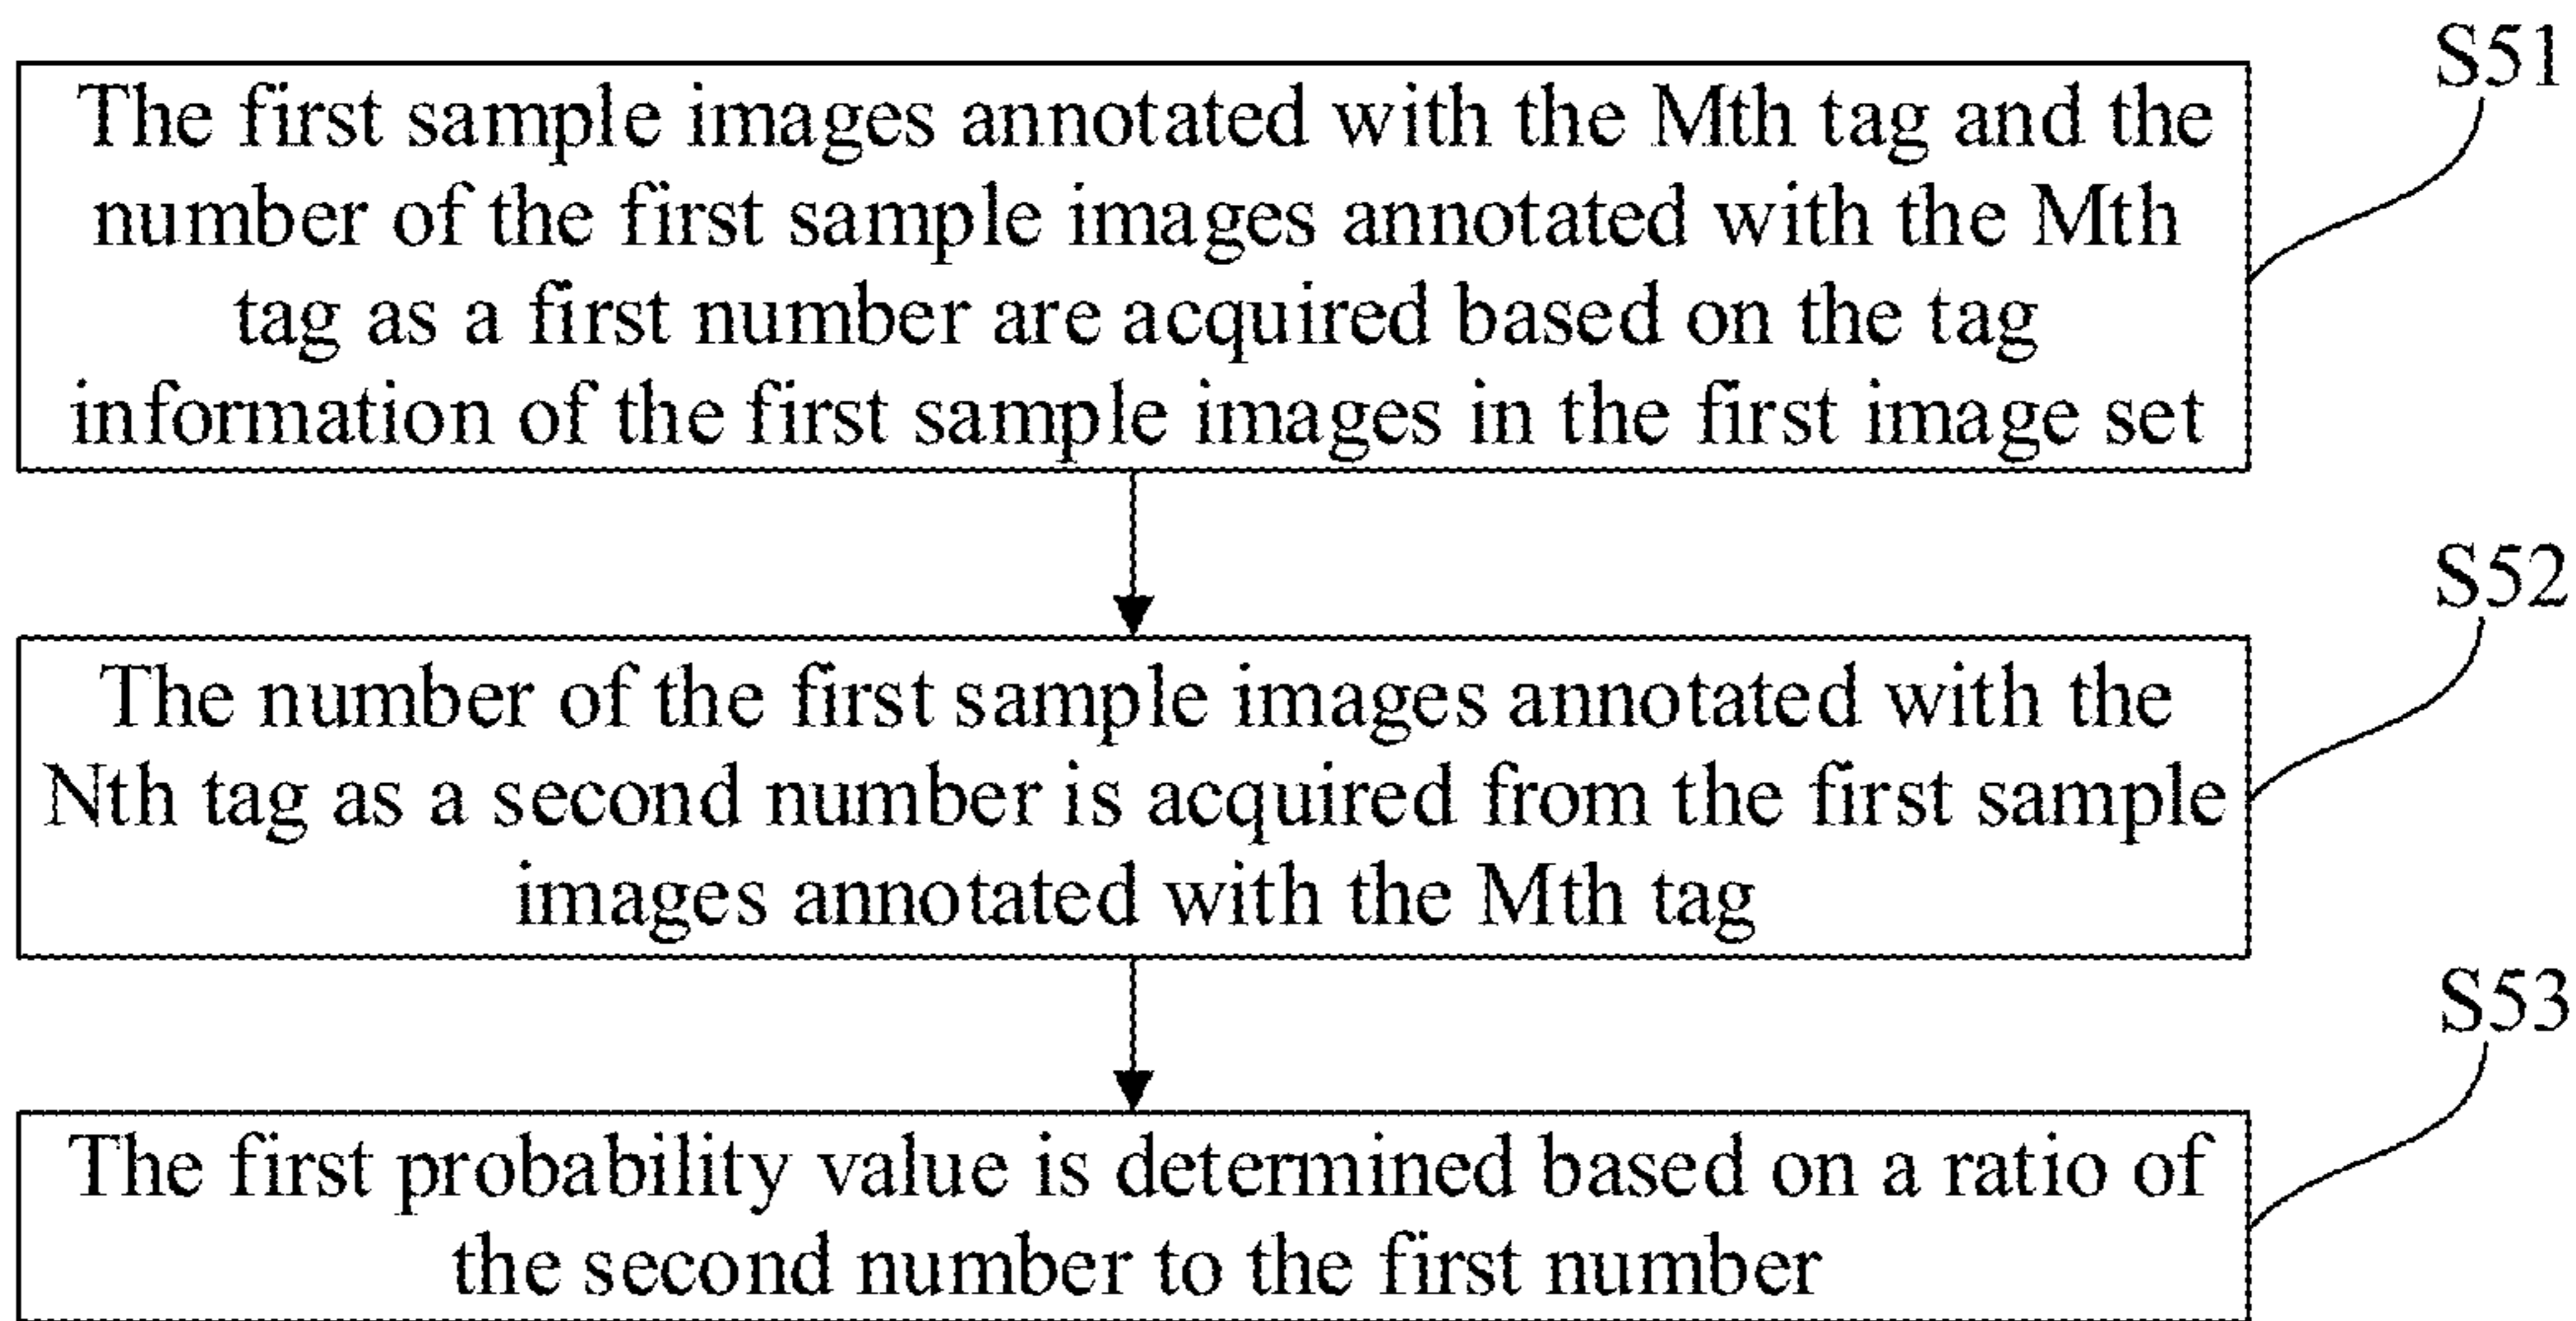 S51
The first sample images annotated with the Mth tag and the
number of the first sample images annotated with the Mth
tag as a first number are acquired based on the tag
information of the first sample images in the first image set
S52
The number of the first sample images annotated with the
Nth tag as a second number is acquired from the first sample
images annotated with the Mth tag
S53
The first probability value is determined based on a ratio of
the second number to the first number